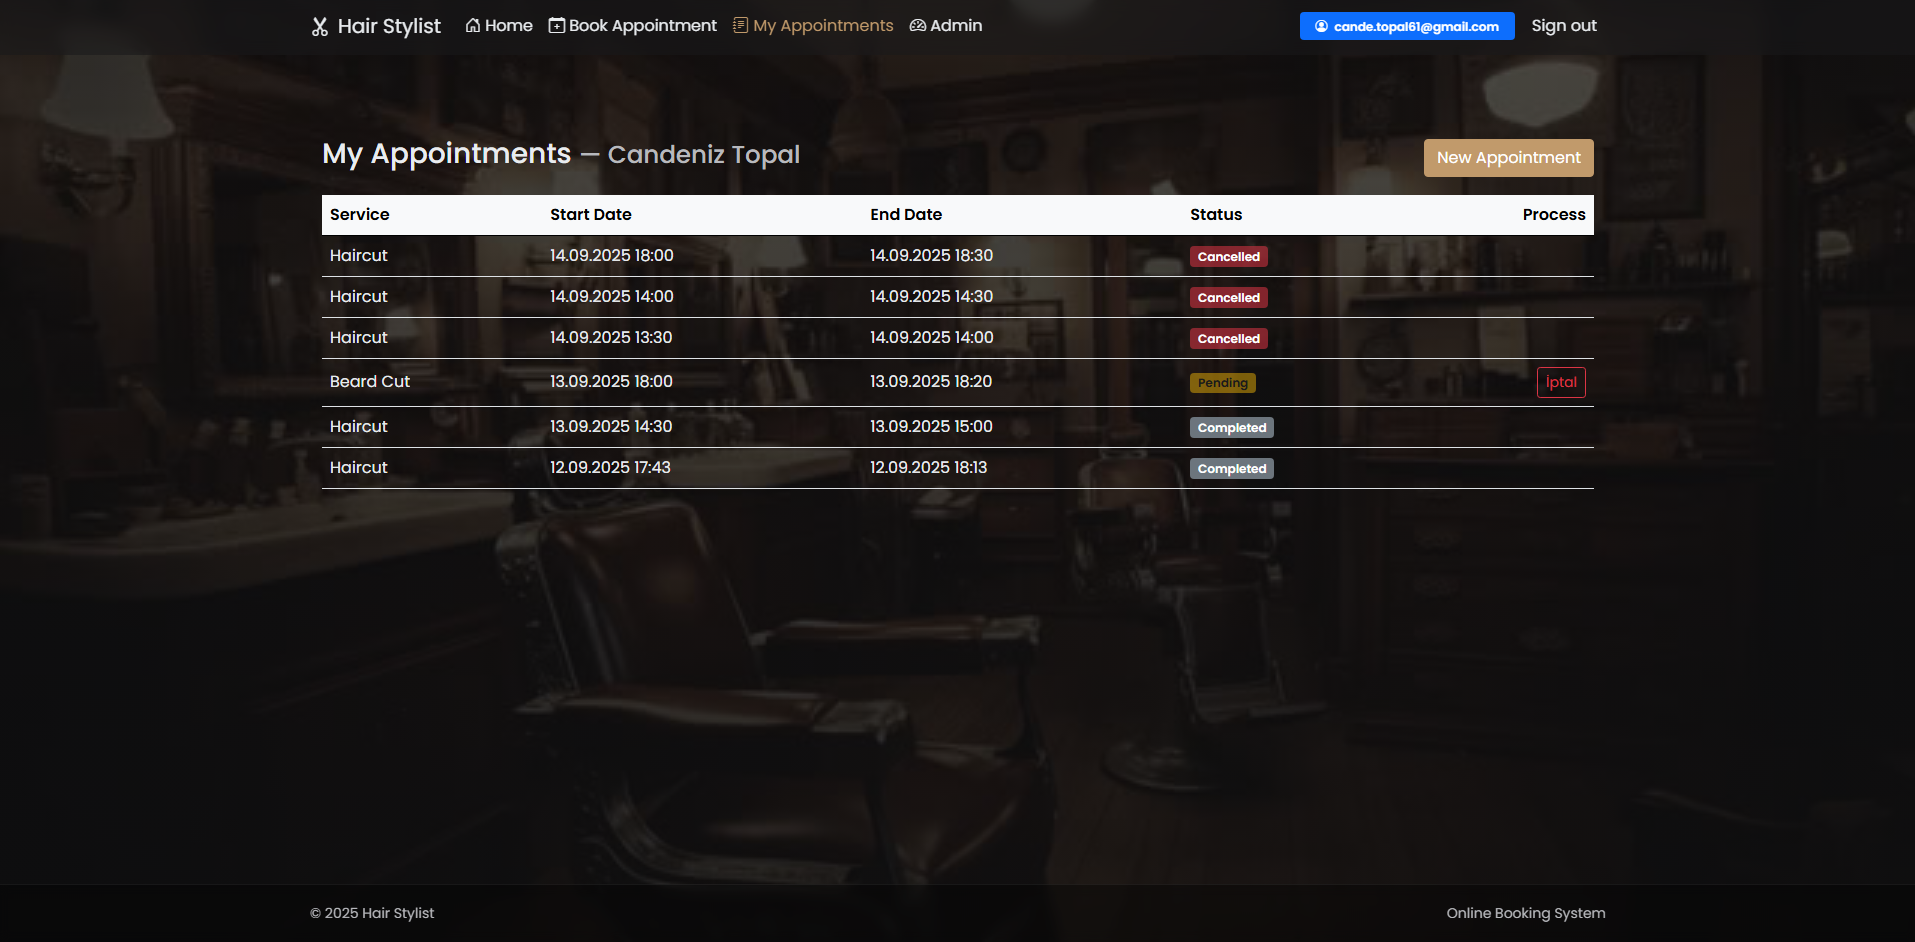 Hair Stylist Home Book Appointment My Appointments Admin cande.topal61@gmail.com Sign out
My Appointments — Candeniz Topal New Appointment
Service Start Date End Date Status Process
Haircut 14.09.2025 18:00 14.09.2025 18:30 Cancelled
Haircut 14.09.2025 14:00 14.09.2025 14:30 Cancelled
Haircut 14.09.2025 13:30 14.09.2025 14:00 Cancelled
Beard Cut 13.09.2025 18:00 13.09.2025 18:20 Pending İptal
Haircut 13.09.2025 14:30 13.09.2025 15:00 Completed
Haircut 12.09.2025 17:43 12.09.2025 18:13 Completed
© 2025 Hair Stylist Online Booking System